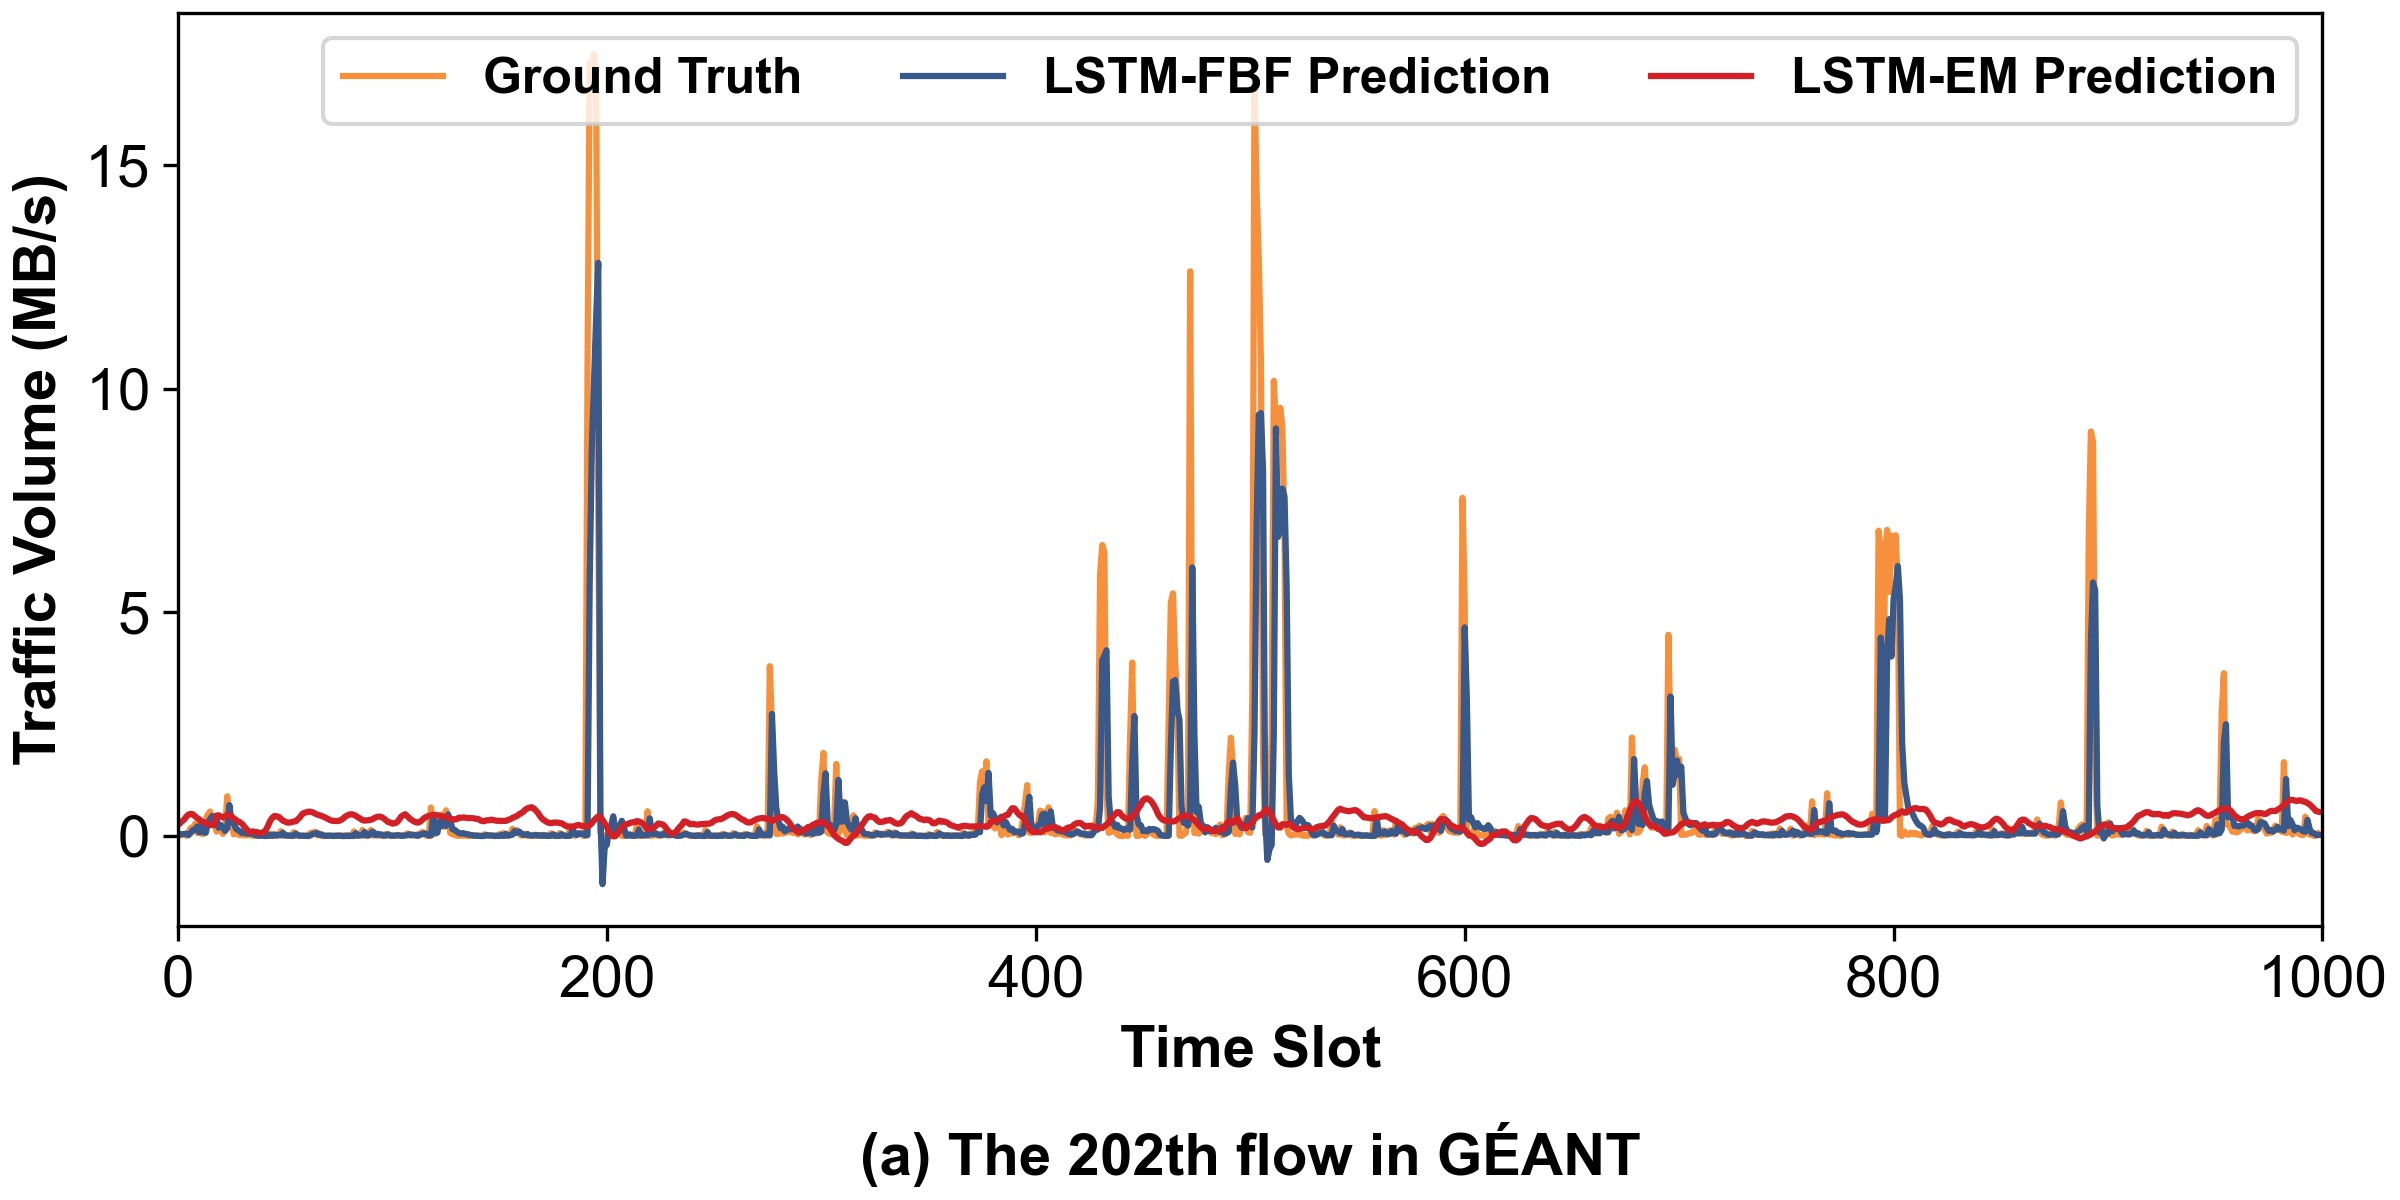 Ground Truth LSTM-FBF Prediction LSTM-EM Prediction
Traffic Volume (MB/s)
15
10
5
0
0 200 400 600 800 1000
Time Slot
(a) The 202th flow in GÉANT